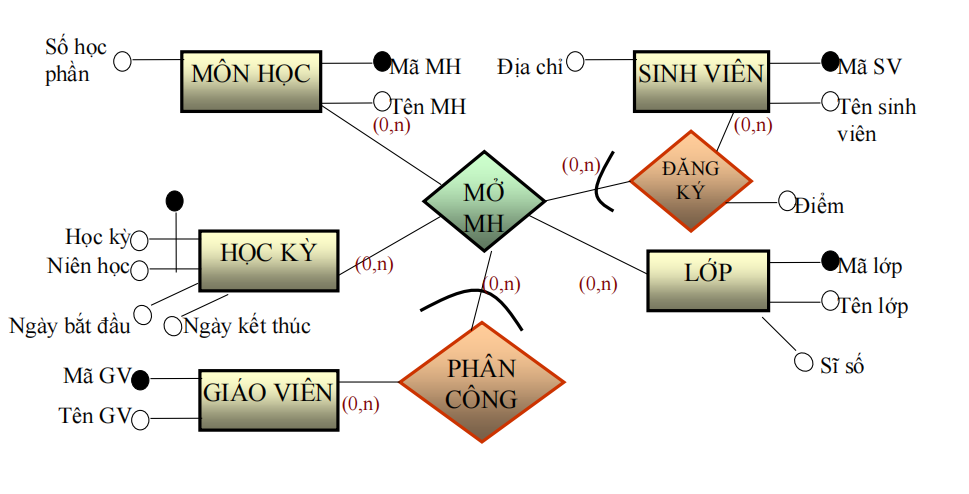 Số học
phần
MÔN HỌC
Mã MH
Tên MH
(0,n)
Địa chỉ
SINH VIÊN
Mã SV
Tên sinh
viên
(0,n)
(0,n)
ĐĂNG
KÝ
Điểm
MỞ
MH
Học kỳ
Niên học
HỌC KỲ
(0,n)
Ngày bắt đầu
Ngày kết thúc
(0,n)
(0,n)
LỚP
Mã lớp
Tên lớp
Sĩ số
Mã GV
Tên GV
GIÁO VIÊN
(0,n)
PHÂN
CÔNG